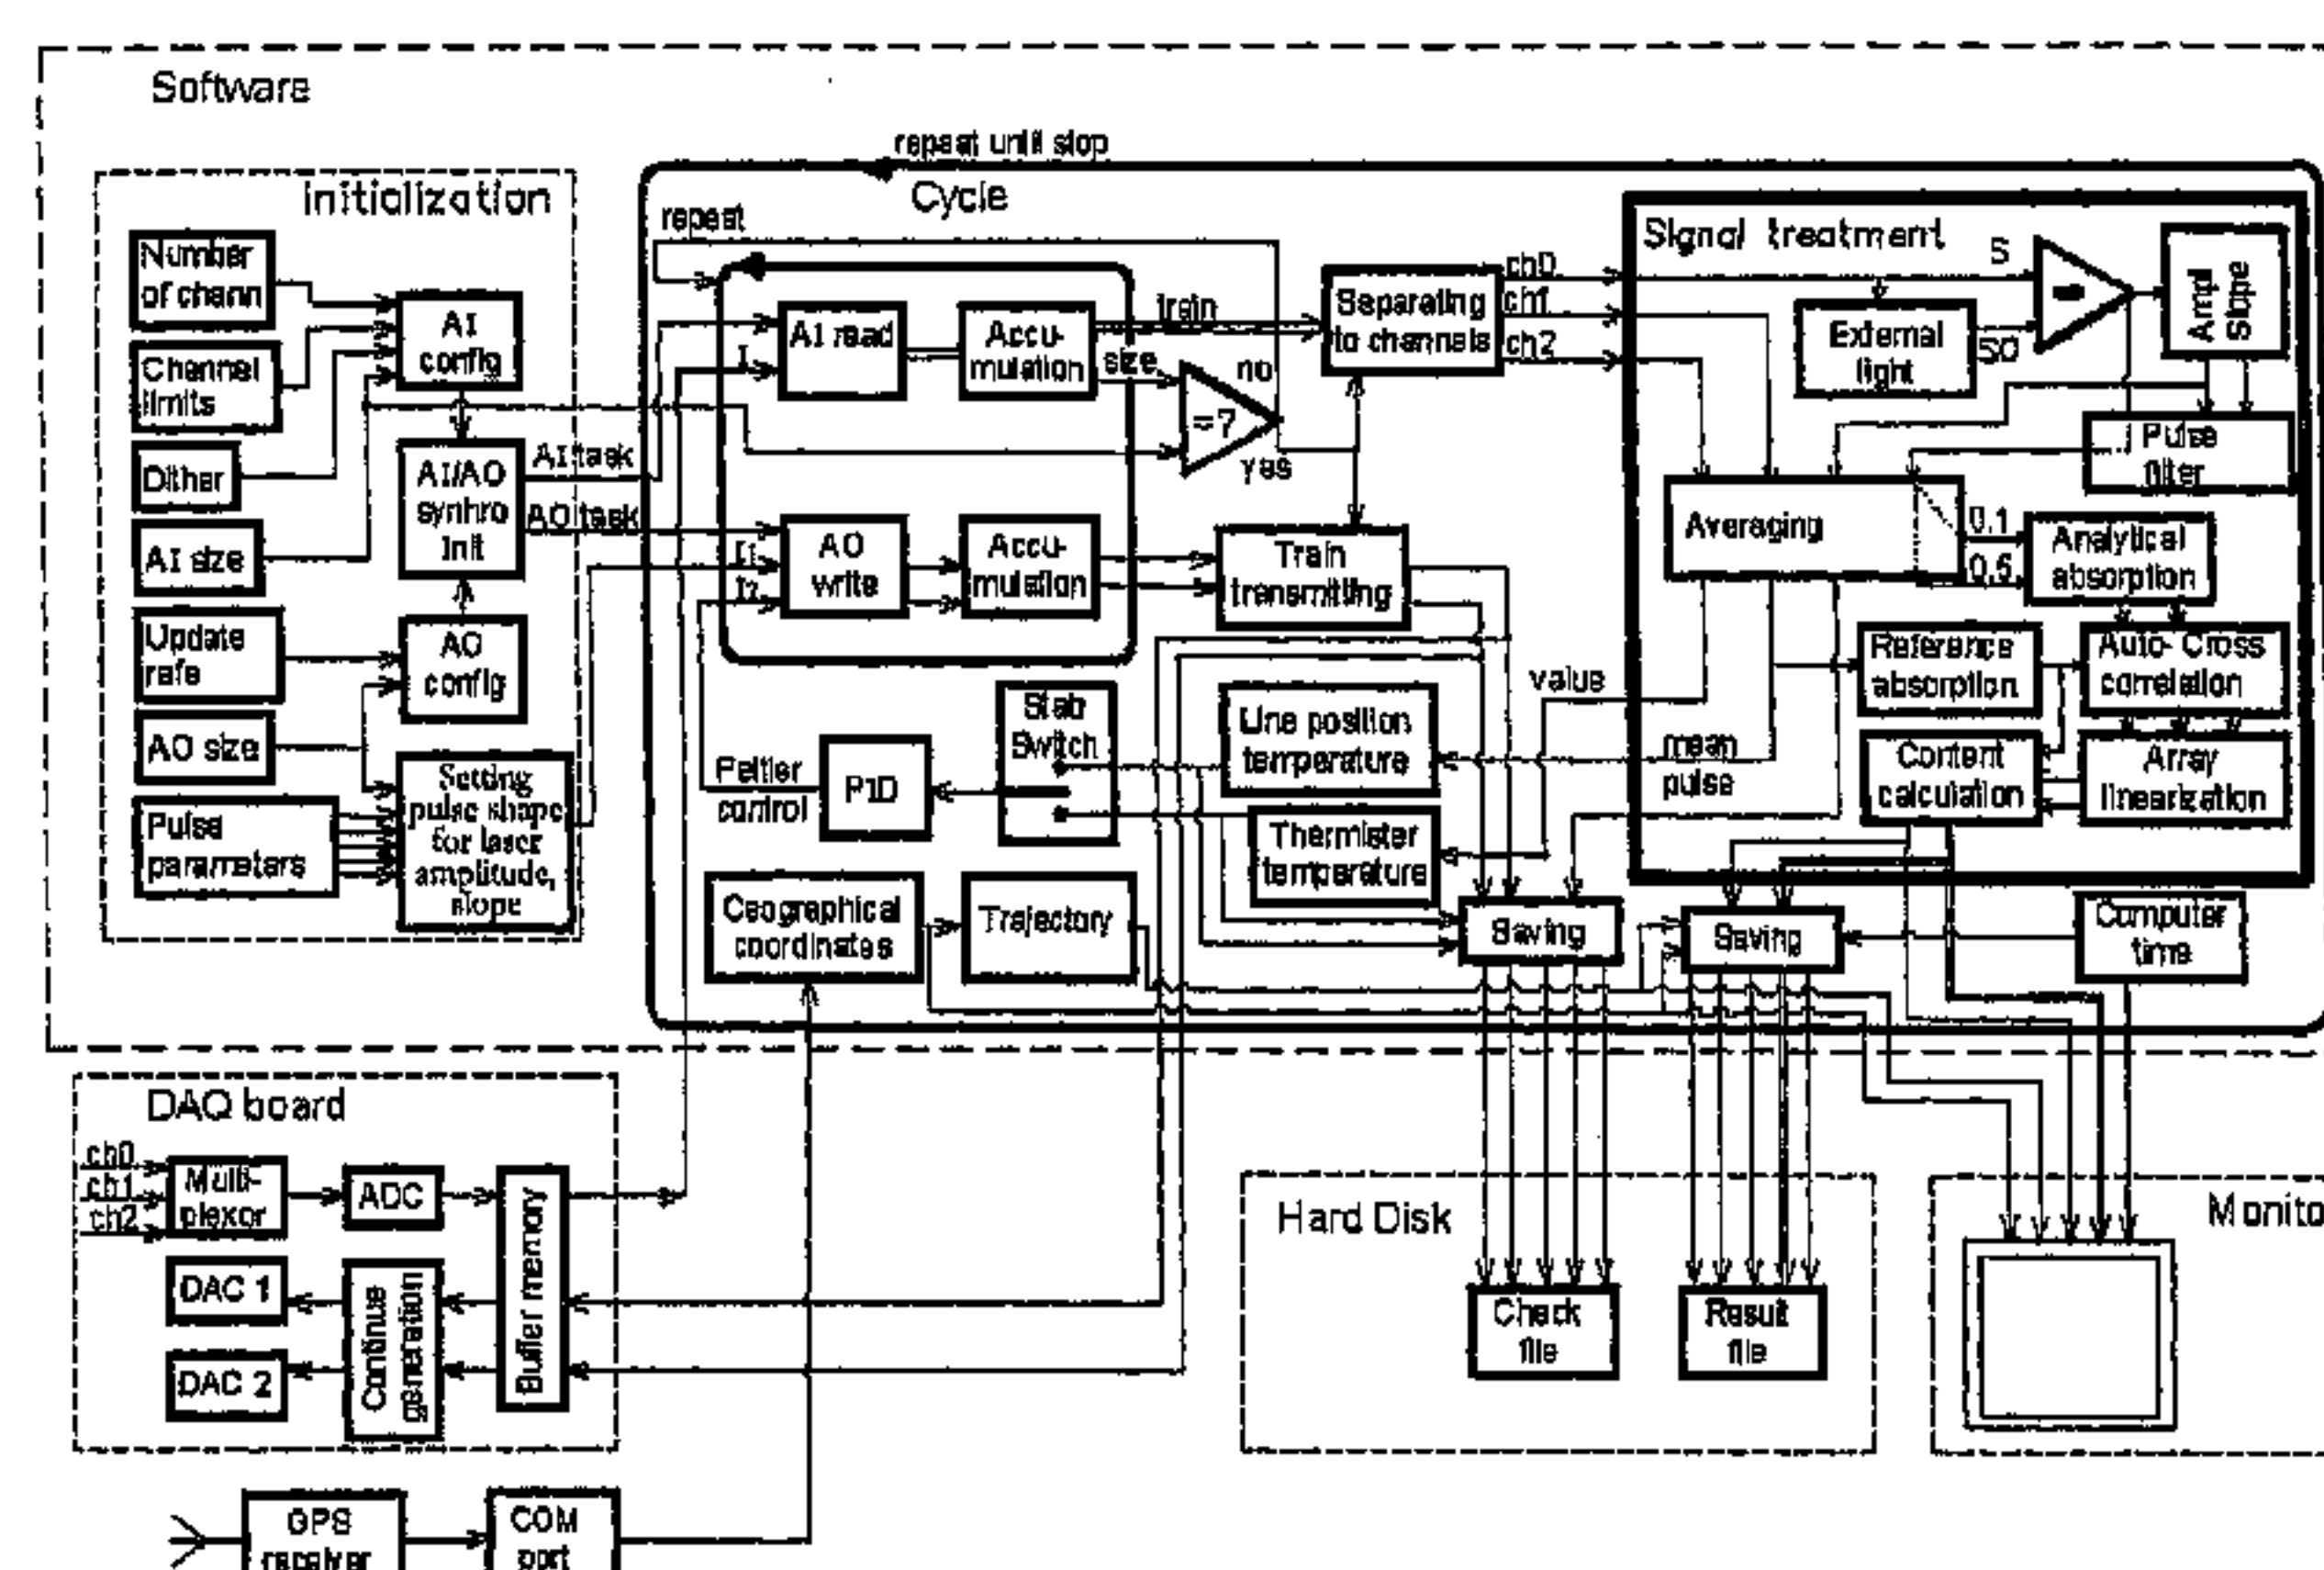 Software
repeat until stop
Initialization
Cycle
repeat
Number
of chann
Channel
limits
Dither
AI size
Update
rate
AO size
Pulse
parameters
AI
config
AI/AO
synhro
Init
AO
config
Setting
pulse shape
for laser
amplitude,
slope
AI task
AO task
I
I1
I2
AI read
Accu-
mulation
train
size
no
=?
yes
AO
write
Accu-
mulation
Separating
to channels
ch0
ch1
ch2
Train
transmitting
Peltier
control
PID
Stab
Switch
Line position
temperature
Thermister
temperature
value
mean
pulse
Geographical
coordinates
Trajectory
Saving
Saving
Computer
time
Signal treatment
S
-
S0
External
light
Ampl
Slope
Pulse
filter
Averaging
0.1
0.5
Analytical
absorption
Reference
absorption
Auto- Cross
correlation
Content
calculation
Array
linearization
DAQ board
ch0
ch1
ch2
Multi-
plexor
ADC
DAC 1
DAC 2
Continue
generation
Buffer memory
Hard Disk
Check
file
Result
file
Monito
GPS
receiver
COM
port